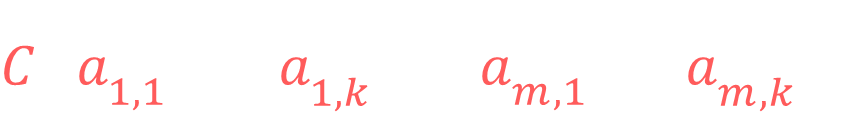 C a₁,₁ a₁,ₖ aₘ,₁ aₘ,ₖ